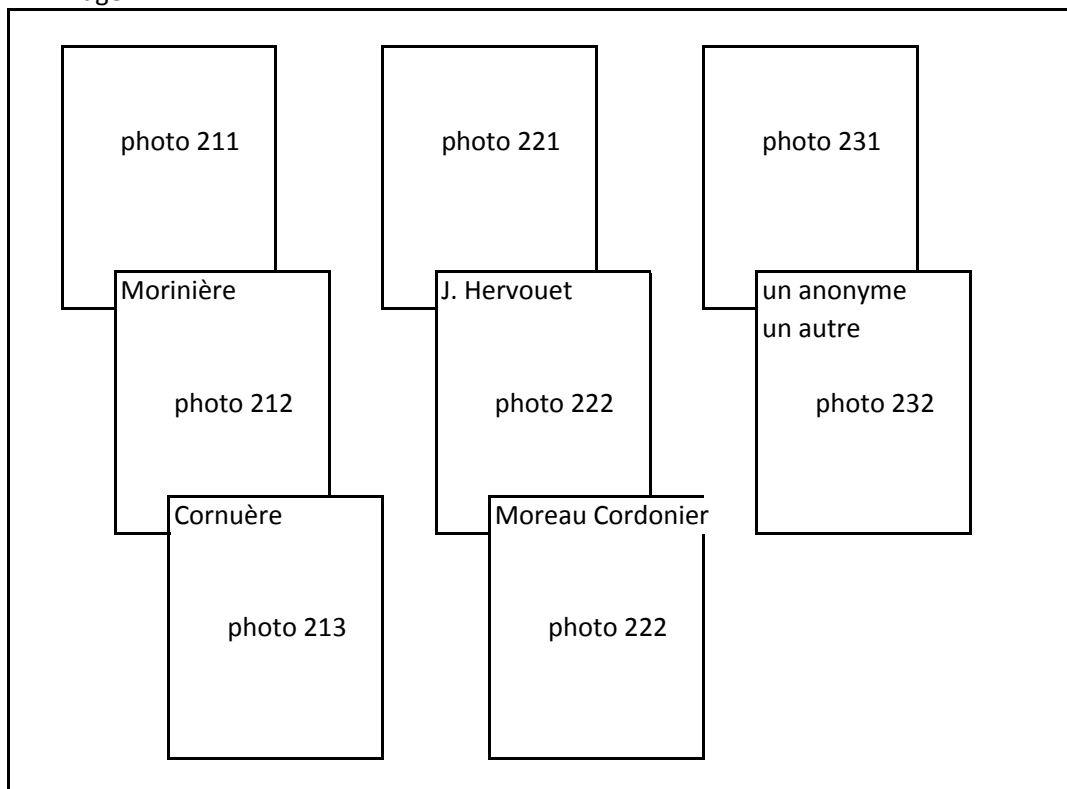 photo 211
photo 221
photo 231
Morinière
J. Hervouet
un anonyme
un autre
photo 212
photo 222
photo 232
Cornuère
Moreau Cordonier
photo 213
photo 222